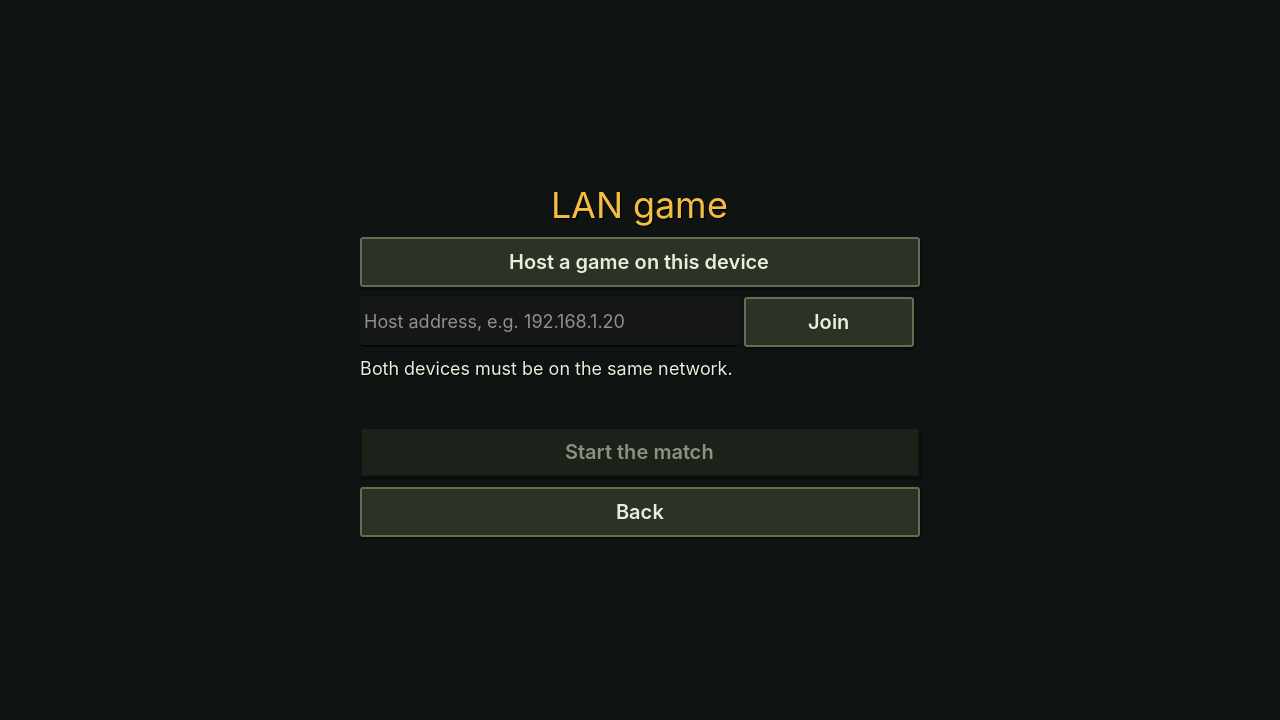 LAN game
Host a game on this device
Host address, e.g. 192.168.1.20
Join
Both devices must be on the same network.
Start the match
Back